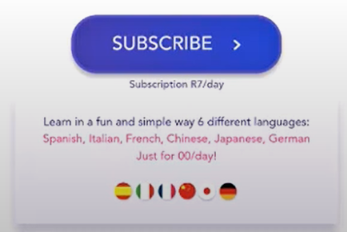 SUBSCRIBE >
Subscription R7/day
Learn in a fun and simple way 6 different languages:
Spanish, Italian, French, Chinese, Japanese, German
Just for 00/day!